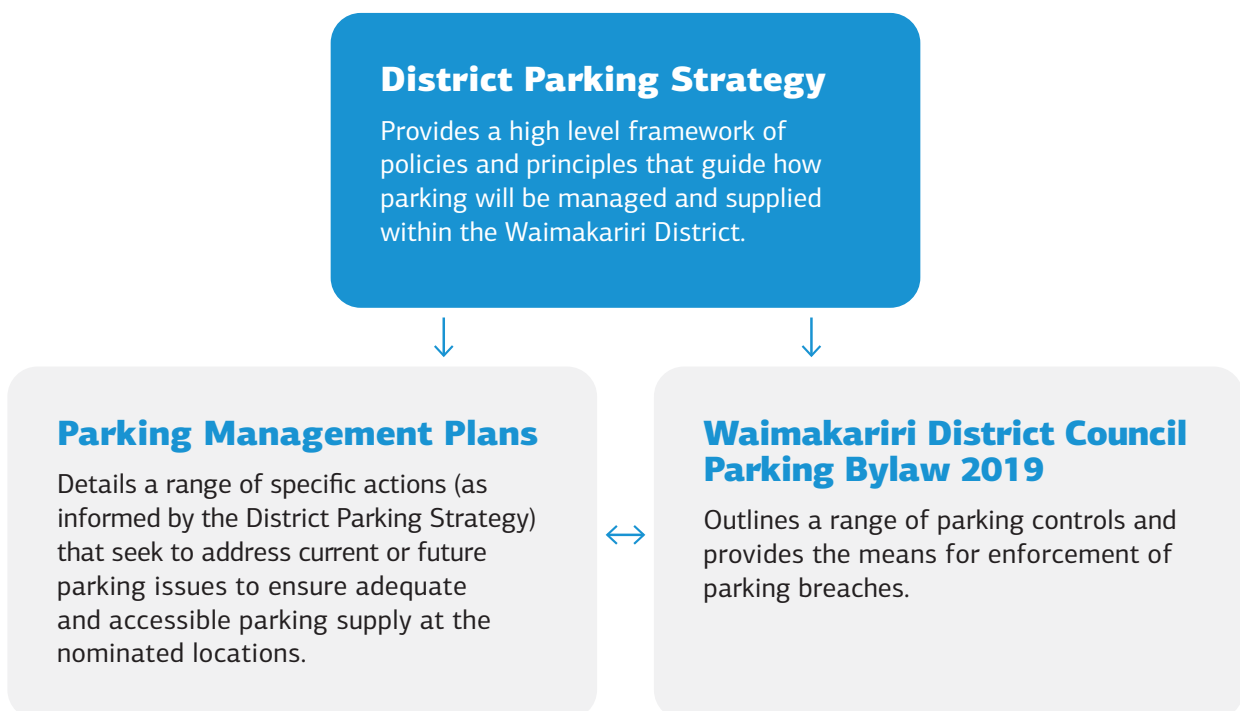 District Parking Strategy
Provides a high level framework of
policies and principles that guide how
parking will be managed and supplied
within the Waimakariri District.
Parking Management Plans
Details a range of specific actions (as
informed by the District Parking Strategy)
that seek to address current or future
parking issues to ensure adequate
and accessible parking supply at the
nominated locations.
Waimakariri District Council
Parking Bylaw 2019
Outlines a range of parking controls and
provides the means for enforcement of
parking breaches.